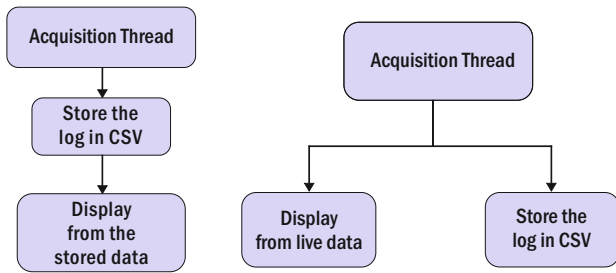 Acquisition Thread
Store the
log in CSV
Display
from the
stored data
Acquisition Thread
Display
from live data
Store the
log in CSV